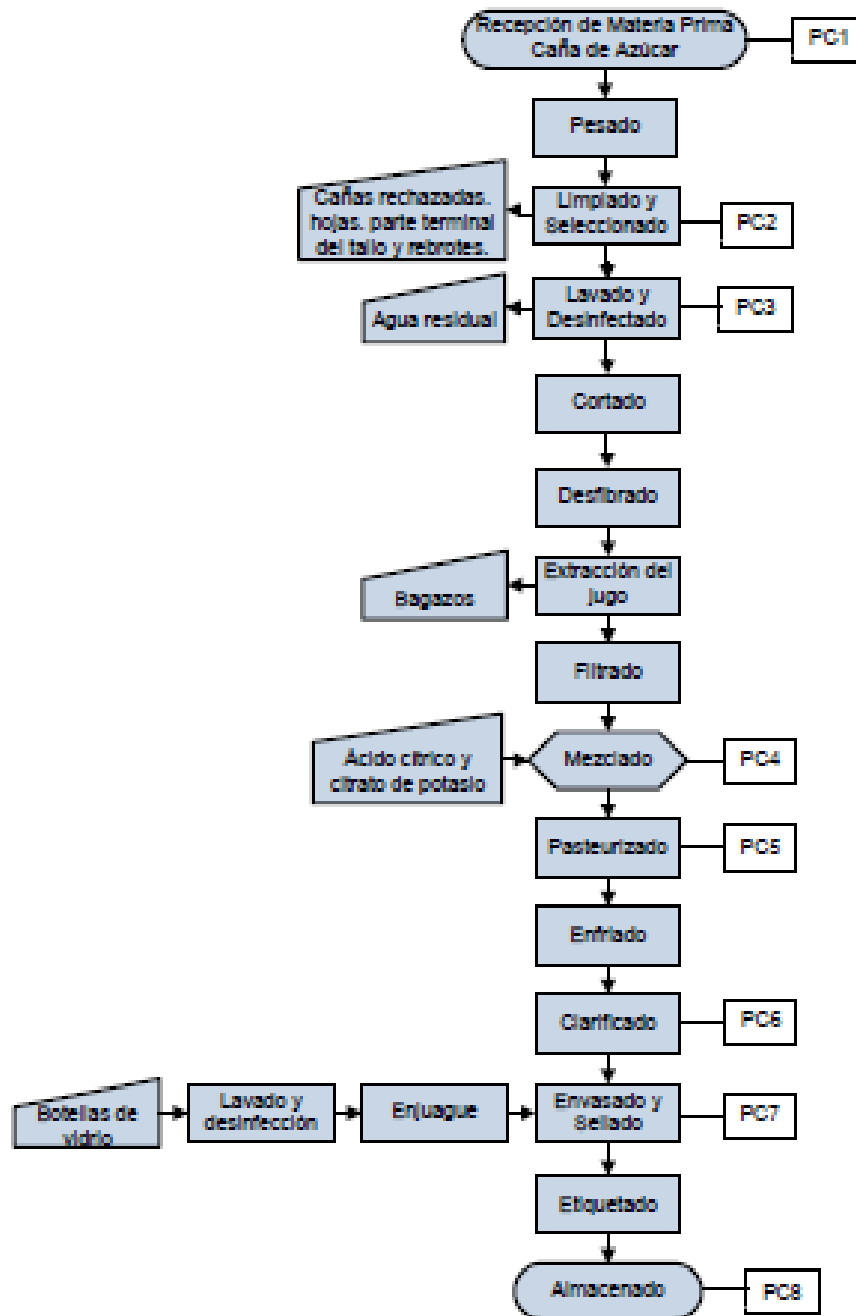 Recepción de Materia Prima
Caña de Azúcar
PC1
Pesado
Cañas rechazadas,
hojas, parte terminal
del tallo y rebrotes.
Limpiado y
Seleccionado
PC2
Agua residual
Lavado y
Desinfectado
PC3
Cortado
Desfibrado
Bagazos
Extracción del
jugo
Filtrado
Ácido cítrico y
citrato de potasio
Mezclado
PC4
Pasteurizado
PC5
Enfriado
Clarificado
PC6
Botellas de
vidrio
Lavado y
desinfección
Enjuague
Envasado y
Sellado
PC7
Etiquetado
Almacenado
PC8